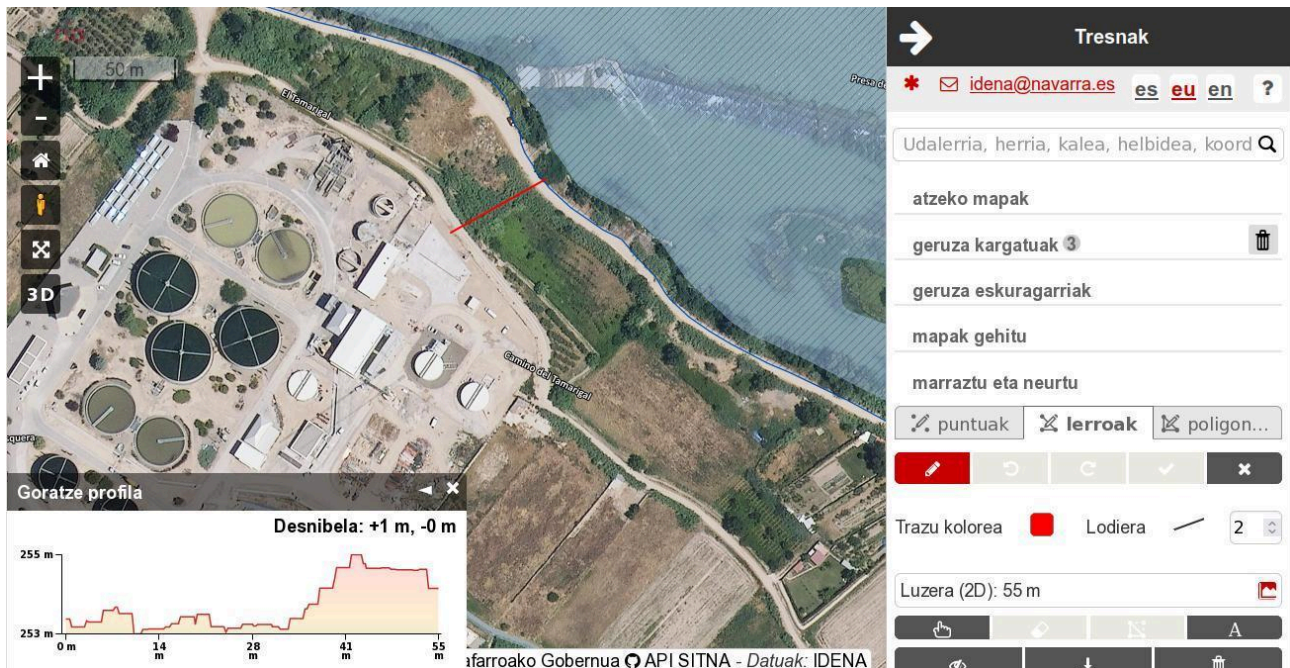 50 m
3D
El Tamarigal
Presa de
Camino del Tamarigal
squera
Goratze profila
Desnibela: +1 m, -0 m
255 m
253 m
0 m
14 m
28 m
41 m
55 m
afarroako Gobernua API SITNA - Datuak: IDENA
Tresnak
idena@navarra.es es eu en ?
Udalerria, herria, kalea, helbidea, koord
atzeko mapak
geruza kargatuak 3
geruza eskuragarriak
mapak gehitu
marraztu eta neurtu
puntuak lerroak poligon...
Trazu kolorea Lodiera 2
Luzera (2D): 55 m
A